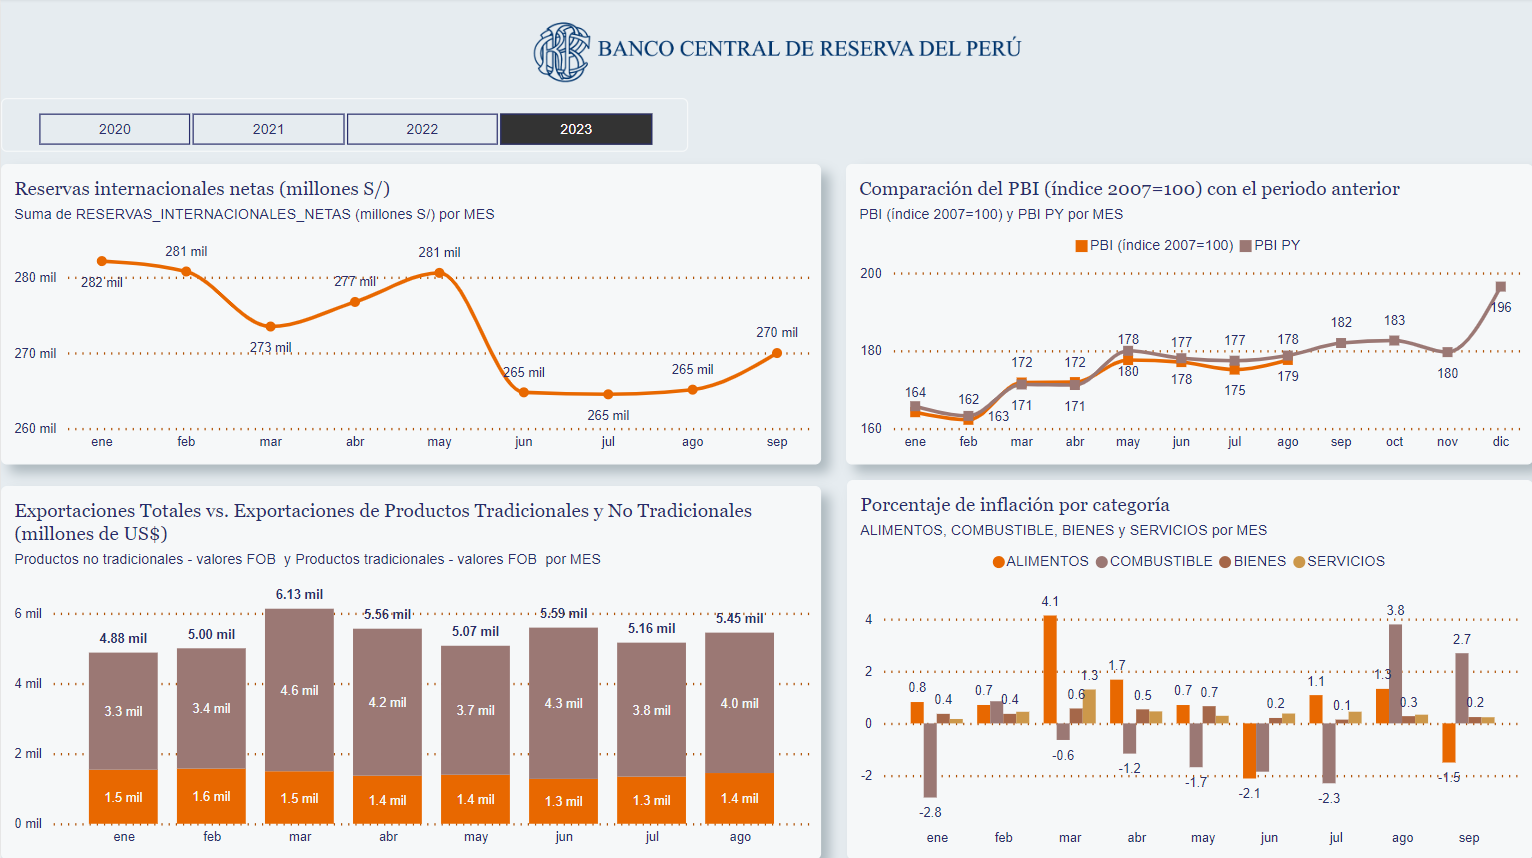 BANCO CENTRAL DE RESERVA DEL PERÚ
2020
2021
2022
2023
Reservas internacionales netas (millones S/)
Suma de RESERVAS_INTERNACIONALES_NETAS (millones S/) por MES
280 mil
270 mil
260 mil
282 mil
281 mil
273 mil
277 mil
281 mil
265 mil
265 mil
265 mil
270 mil
ene feb mar abr may jun jul ago sep
Comparación del PBI (índice 2007=100) con el periodo anterior
PBI (índice 2007=100) y PBI PY por MES
PBI (índice 2007=100) PBI PY
200
180
160
164 162 172 172 178 177 177 178 182 183 196
163 171 171 180 178 175 179 180
ene feb mar abr may jun jul ago sep oct nov dic
Exportaciones Totales vs. Exportaciones de Productos Tradicionales y No Tradicionales
(millones de US$)
Productos no tradicionales - valores FOB y Productos tradicionales - valores FOB por MES
6 mil
4 mil
2 mil
0 mil
4.88 mil 5.00 mil 6.13 mil 5.56 mil 5.07 mil 5.59 mil 5.16 mil 5.45 mil
3.3 mil 3.4 mil 4.6 mil 4.2 mil 3.7 mil 4.3 mil 3.8 mil 4.0 mil
1.5 mil 1.6 mil 1.5 mil 1.4 mil 1.4 mil 1.3 mil 1.3 mil 1.4 mil
ene feb mar abr may jun jul ago
Porcentaje de inflación por categoría
ALIMENTOS, COMBUSTIBLE, BIENES y SERVICIOS por MES
ALIMENTOS COMBUSTIBLE BIENES SERVICIOS
4
2
0
-2
0.8 -2.8 0.4
0.7 0.4
4.1 -0.6 0.6 1.3
1.7 -1.2 0.5
0.7 -1.7 0.7
-2.1 0.2
1.1 -2.3 0.1
1.3 3.8 0.3
-1.5 2.7 0.2
ene feb mar abr may jun jul ago sep